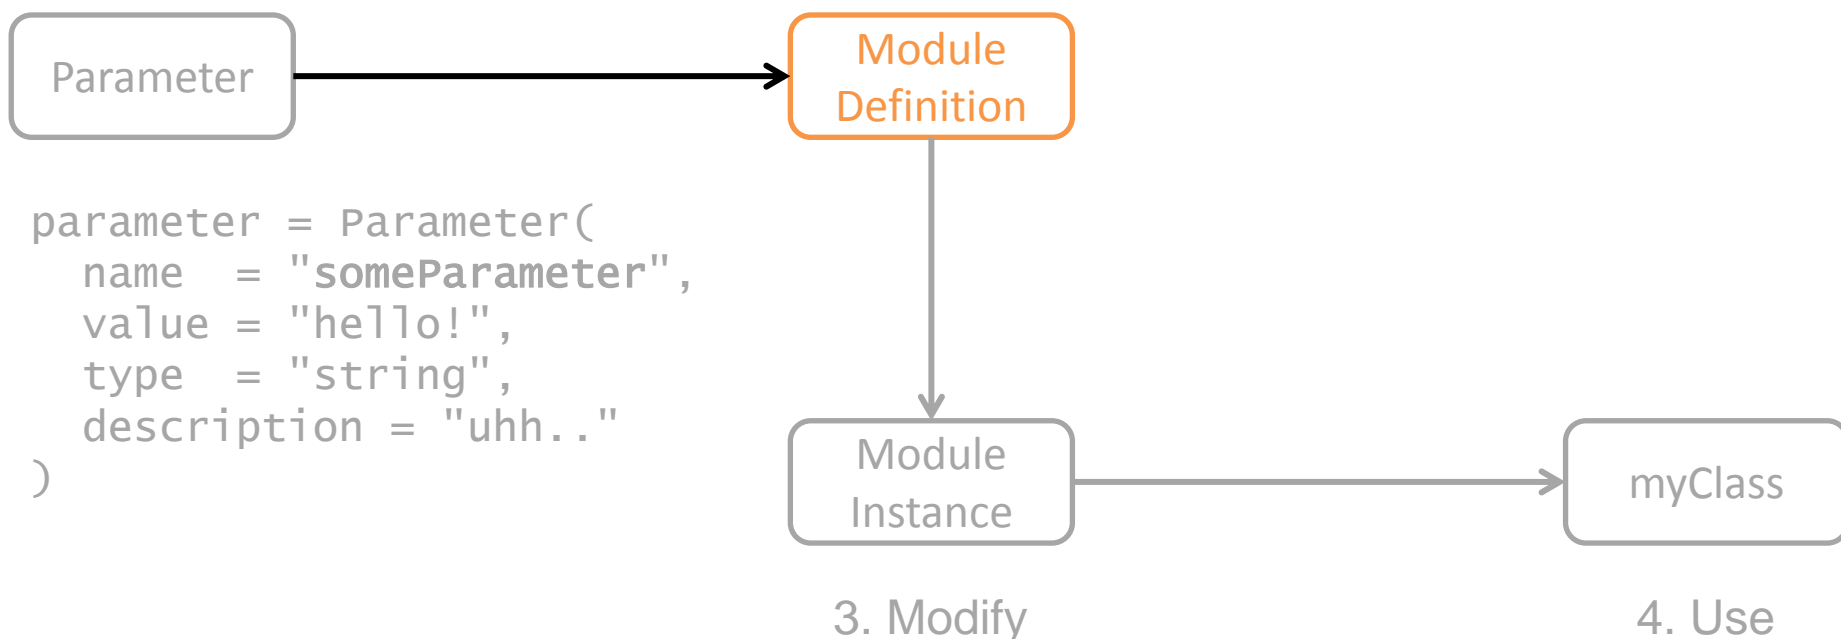 Parameter
Module
Definition
parameter = Parameter(
  name  = "someParameter",
  value = "hello!",
  type  = "string",
  description = "uhh.."
)
Module
Instance
myClass
3. Modify
4. Use